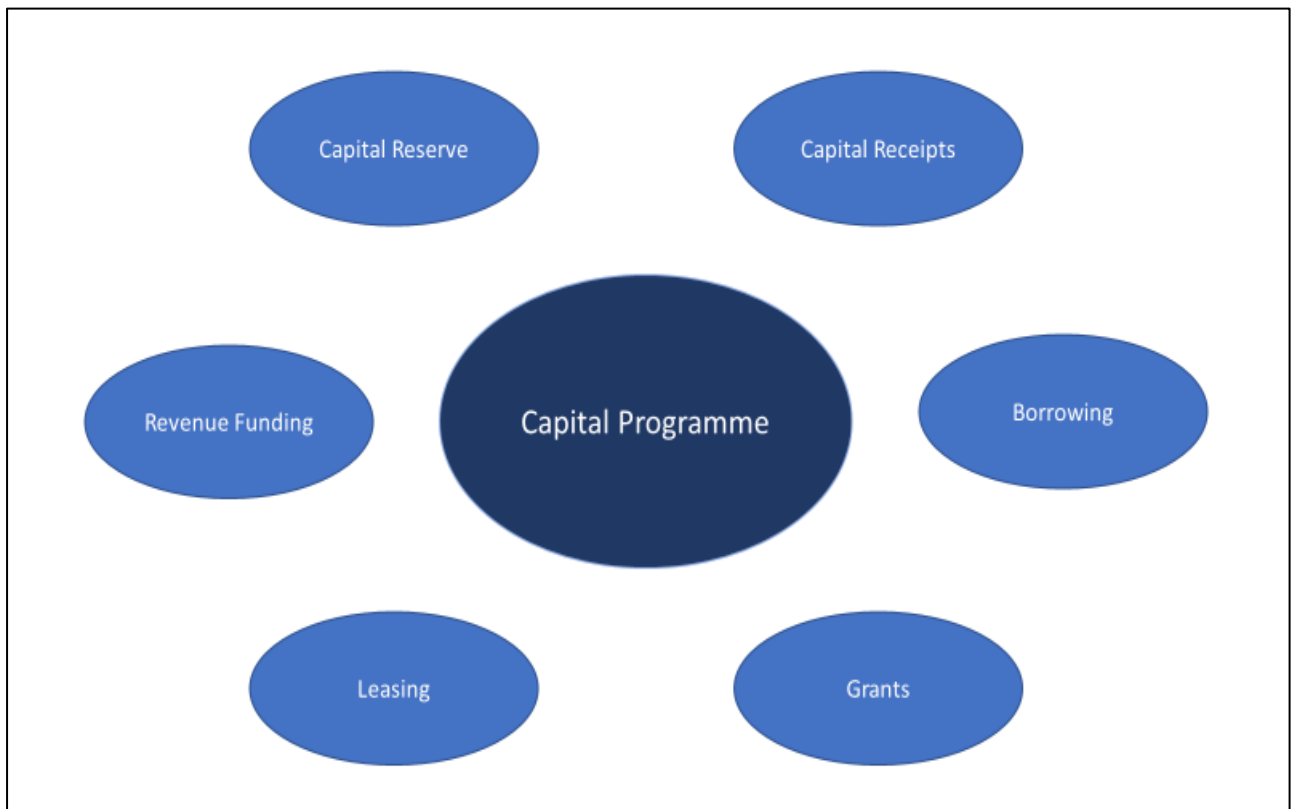 Capital Reserve
Capital Receipts
Revenue Funding
Capital Programme
Borrowing
Leasing
Grants